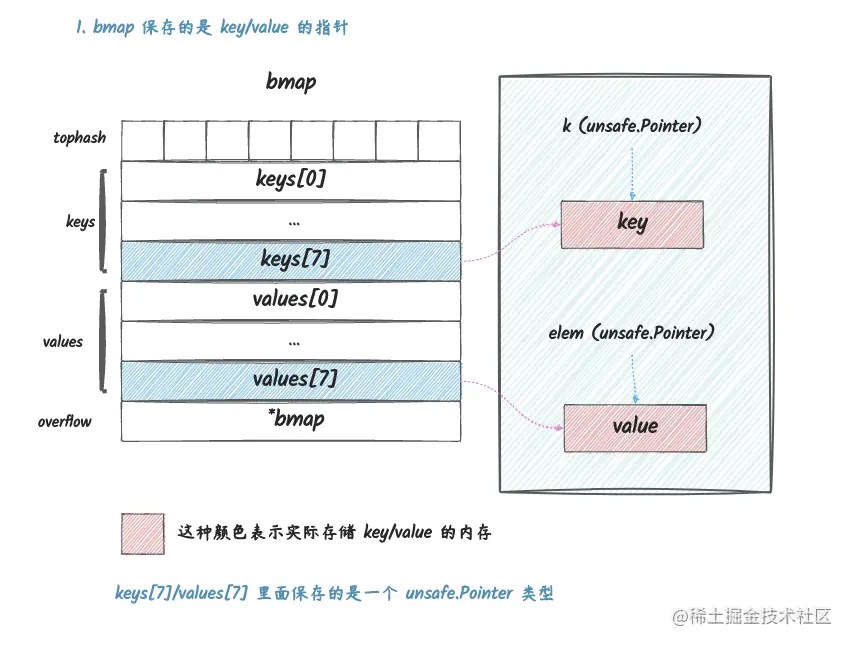 1. bmap 保存的是 key/value 的指针
bmap
tophash
keys[0]
keys
...
keys[7]
values[0]
values
...
values[7]
overflow
*bmap
k (unsafe.Pointer)
key
elem (unsafe.Pointer)
value
这种颜色表示实际存储 key/value 的内存
keys[7]/values[7] 里面保存的是一个 unsafe.Pointer 类型
@稀土掘金技术社区